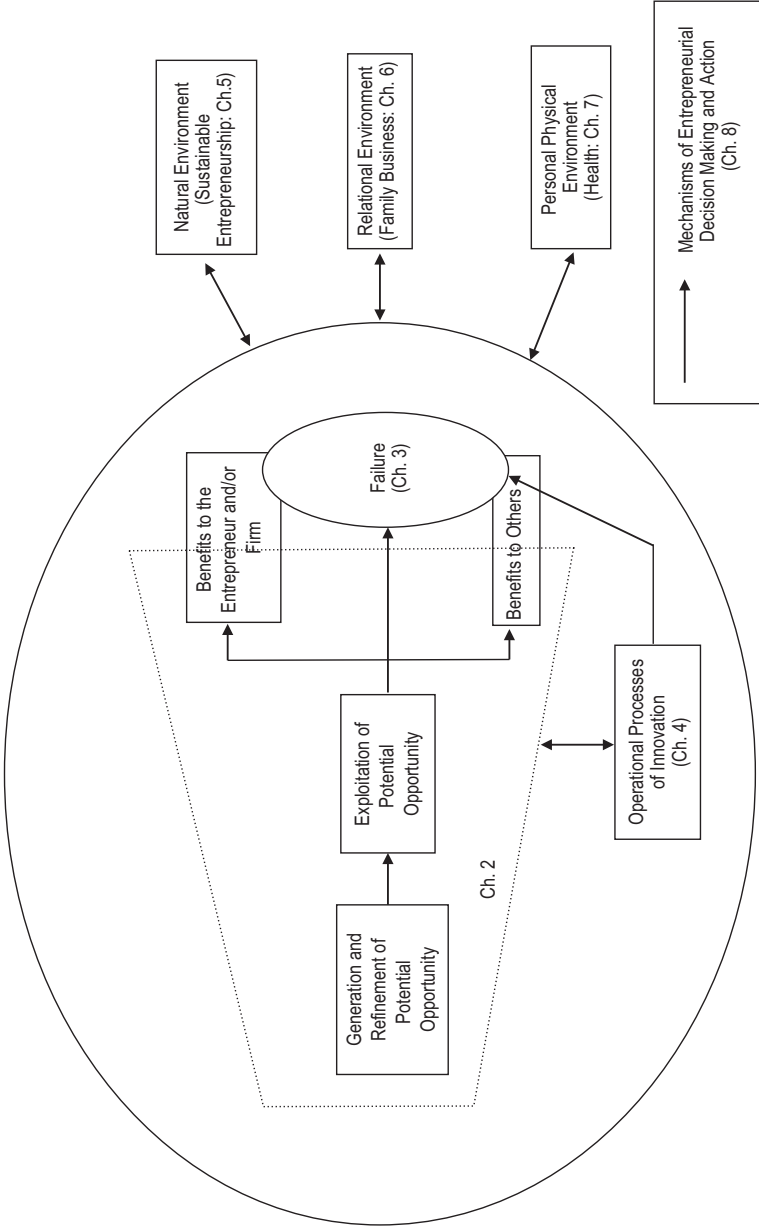 Generation and
Refinement of
Potential
Opportunity
Exploitation of
Potential
Opportunity
Ch. 2
Benefits to the
Entrepreneur and/or
Firm
Failure
(Ch. 3)
Benefits to Others
Operational Processes
of Innovation
(Ch. 4)
Natural Environment
(Sustainable
Entrepreneurship: Ch.5)
Relational Environment
(Family Business: Ch. 6)
Personal Physical
Environment
(Health: Ch. 7)
Mechanisms of Entrepreneurial
Decision Making and Action
(Ch. 8)